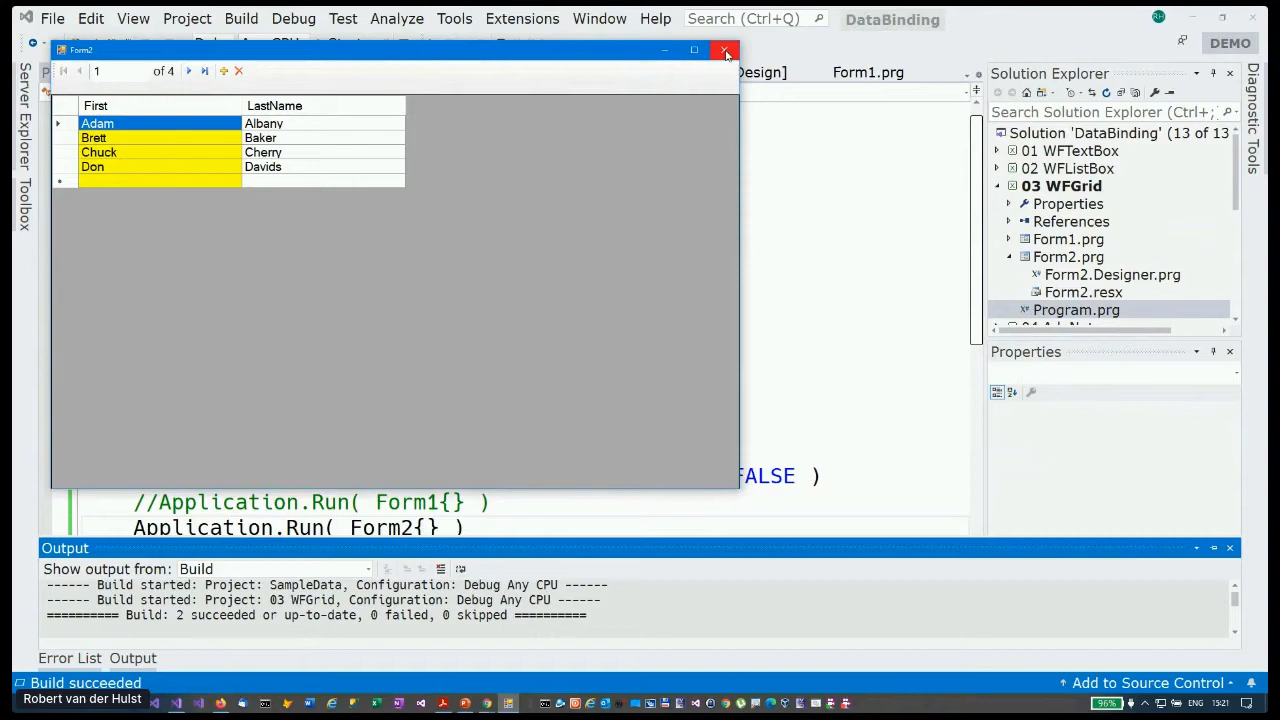 File Edit View Project Build Debug Test Analyze Tools Extensions Window Help Search (Ctrl+Q) DataBinding RH
DEMO
Form2
1 of 4
Design] Form1.prg
First LastName
Adam Albany
Brett Baker
Chuck Cherry
Don Davids
FALSE )
//Application.Run( Form1{} )
Application.Run( Form2{} )
Server Explorer
Toolbox
Solution Explorer
Search Solution Explorer (Ctrl+;
Solution 'DataBinding' (13 of 13
01 WFTextBox
02 WFListBox
03 WFGrid
Properties
References
Form1.prg
Form2.prg
Form2.Designer.prg
Form2.resx
Program.prg
Properties
Diagnostic Tools
Output
Show output from: Build
------ Build started: Project: SampleData, Configuration: Debug Any CPU ------
------ Build started: Project: 03 WFGrid, Configuration: Debug Any CPU ------
========== Build: 2 succeeded or up-to-date, 0 failed, 0 skipped ==========
Error List Output
Build succeeded
Add to Source Control
Robert van der Hulst
96% ENG 15:21